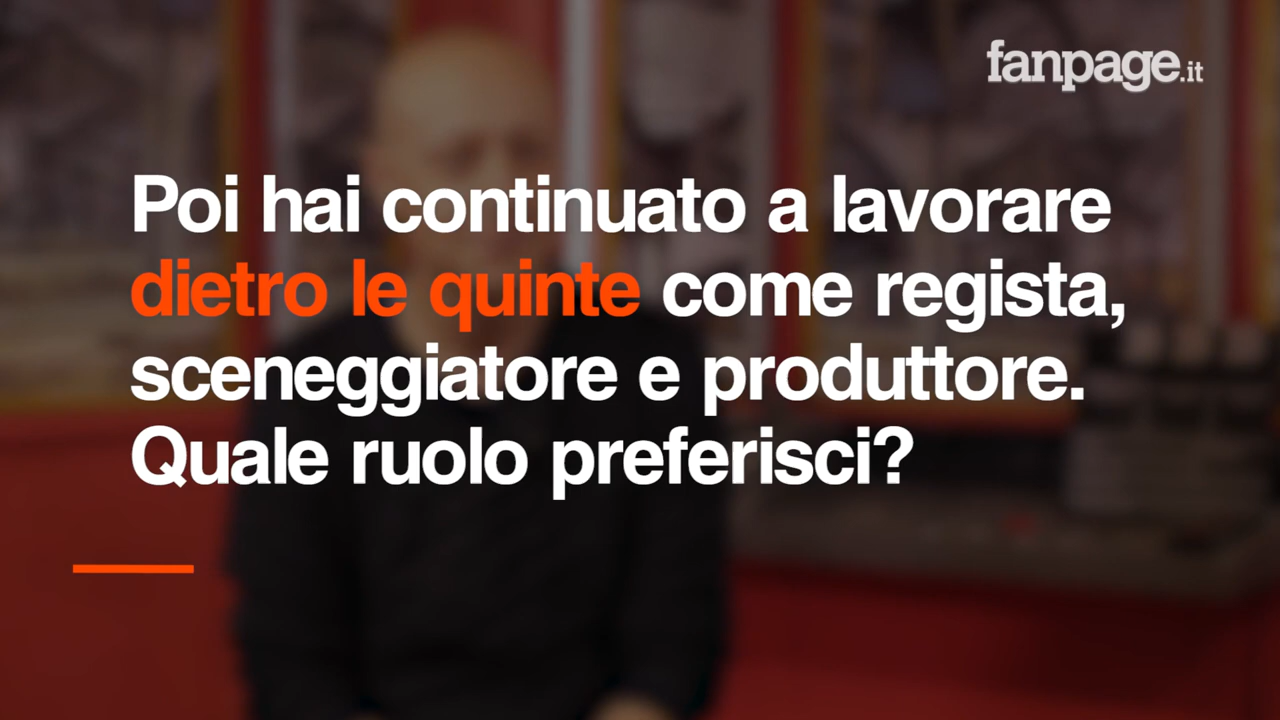 fanpage.it
Poi hai continuato a lavorare
dietro le quinte come regista,
sceneggiatore e produttore.
Quale ruolo preferisci?